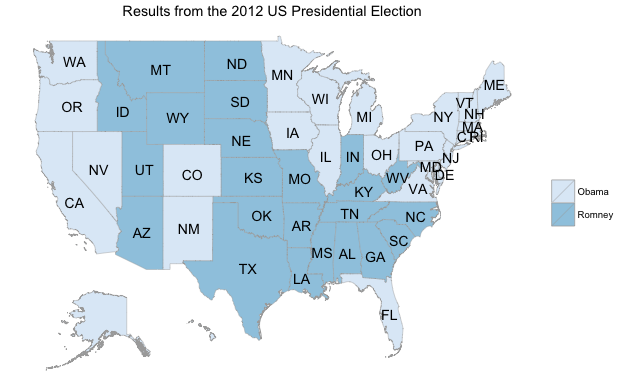 Results from the 2012 US Presidential Election
WA
MT
ND
MN
ME
OR
ID
SD
WI
MI
NY
VT
NH
WY
MA
CT
RI
NE
IA
PA
NV
UT
CO
IL
IN
OH
NJ
MD
DE
KS
MO
WV
VA
KY
CA
OK
TN
NC
AZ
NM
AR
SC
MS
AL
GA
TX
LA
FL
Obama
Romney